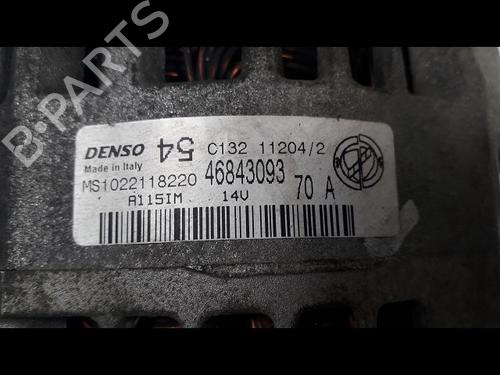 B-PARTS
DENSO 54 C132 11204/2
Made in Italy
MS1022118220 46843093 70 A
A115IM 14V